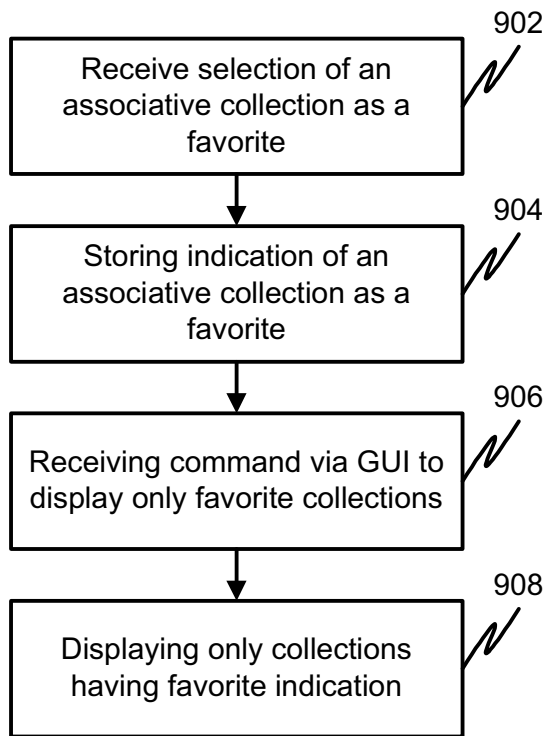 902
Receive selection of an
associative collection as a
favorite
904
Storing indication of an
associative collection as a
favorite
906
Receiving command via GUI to
display only favorite collections
908
Displaying only collections
having favorite indication